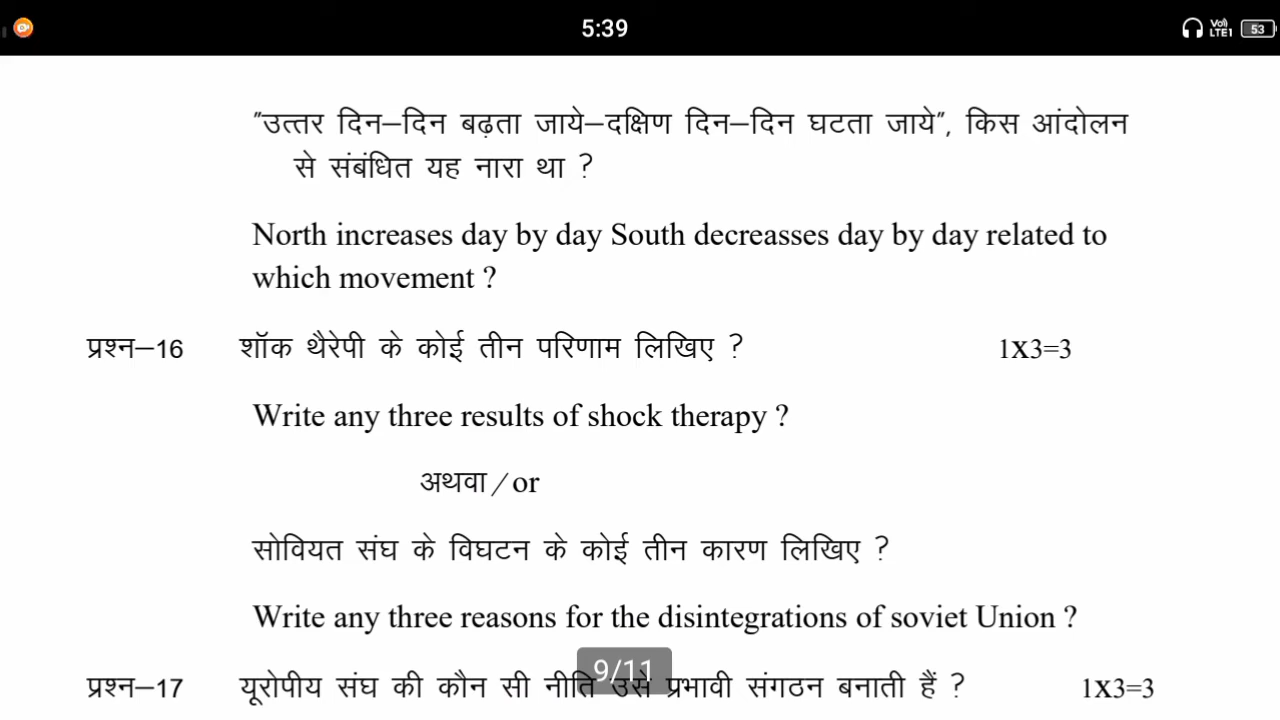 5:39
Vo)
LTE1
53
"उत्तर दिन–दिन बढ़ता जाये–दक्षिण दिन–दिन घटता जाये", किस आंदोलन
से संबंधित यह नारा था ?
North increases day by day South decreasses day by day related to
which movement ?
प्रश्न–16 शॉक थैरेपी के कोई तीन परिणाम लिखिए ? 1X3=3
Write any three results of shock therapy ?
अथवा/or
सोवियत संघ के विघटन के कोई तीन कारण लिखिए ?
Write any three reasons for the disintegrations of soviet Union ?
9/11
प्रश्न–17 यूरोपीय संघ की कौन सी नीति उसे प्रभावी संगठन बनाती हैं ? 1X3=3